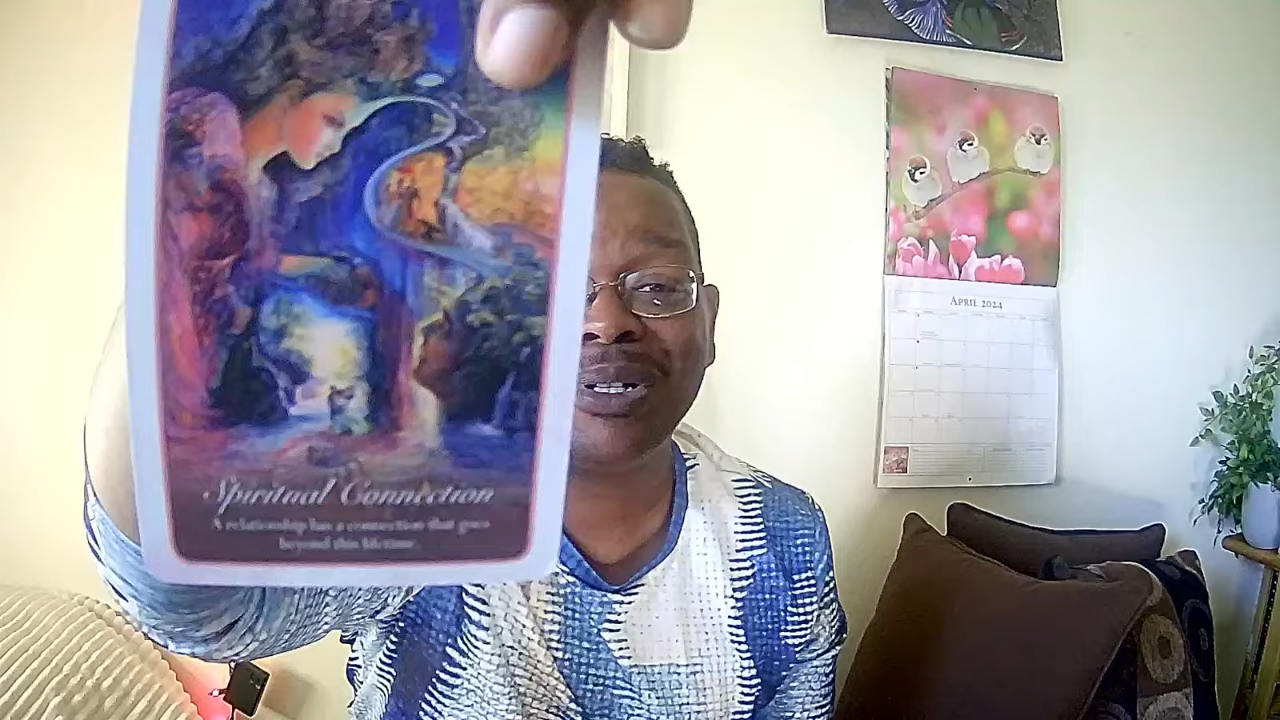 Spiritual Connection
A relationship has a connection that goes
beyond this lifetime.
APRIL 2024